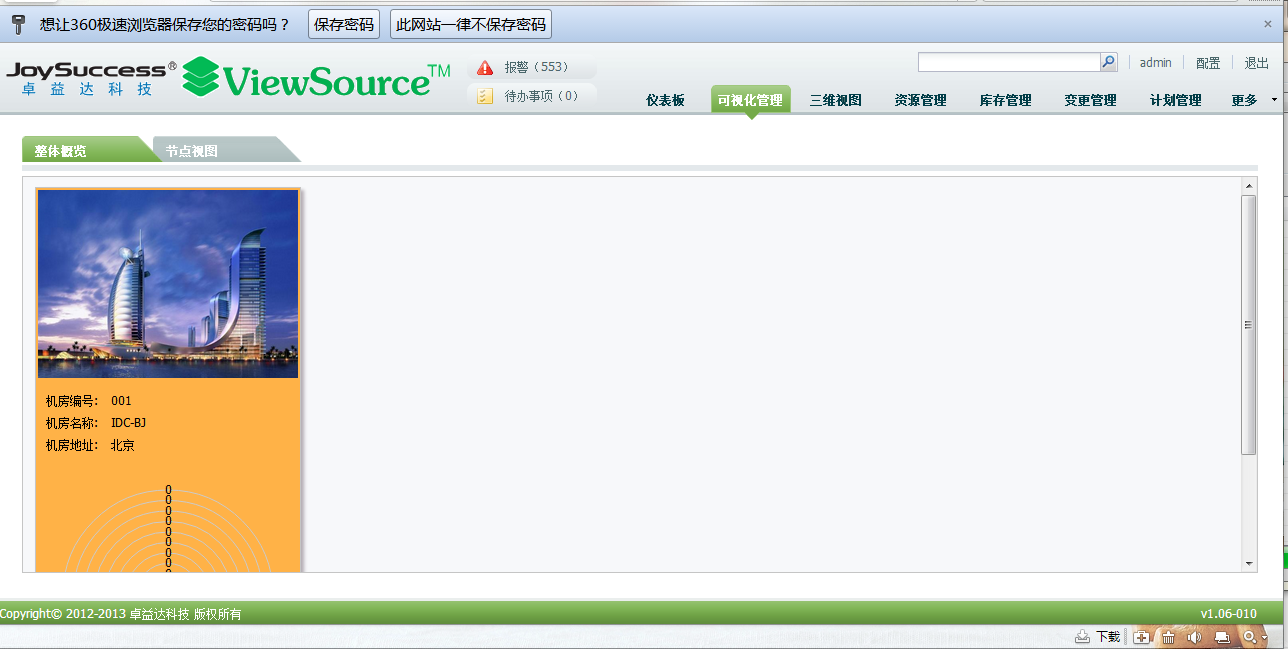 想让360极速浏览器保存您的密码吗？ 保存密码 此网站一律不保存密码
JoySuccess® ViewSource™
卓益达科技
报警（553）
待办事项（0）
admin 配置 退出
仪表板 可视化管理 三维视图 资源管理 库存管理 变更管理 计划管理 更多
整体概览 节点视图
机房编号： 001
机房名称： IDC-BJ
机房地址： 北京
0
0
0
0
0
0
0
0
Copyright© 2012-2013 卓益达科技 版权所有 v1.06-010
下载